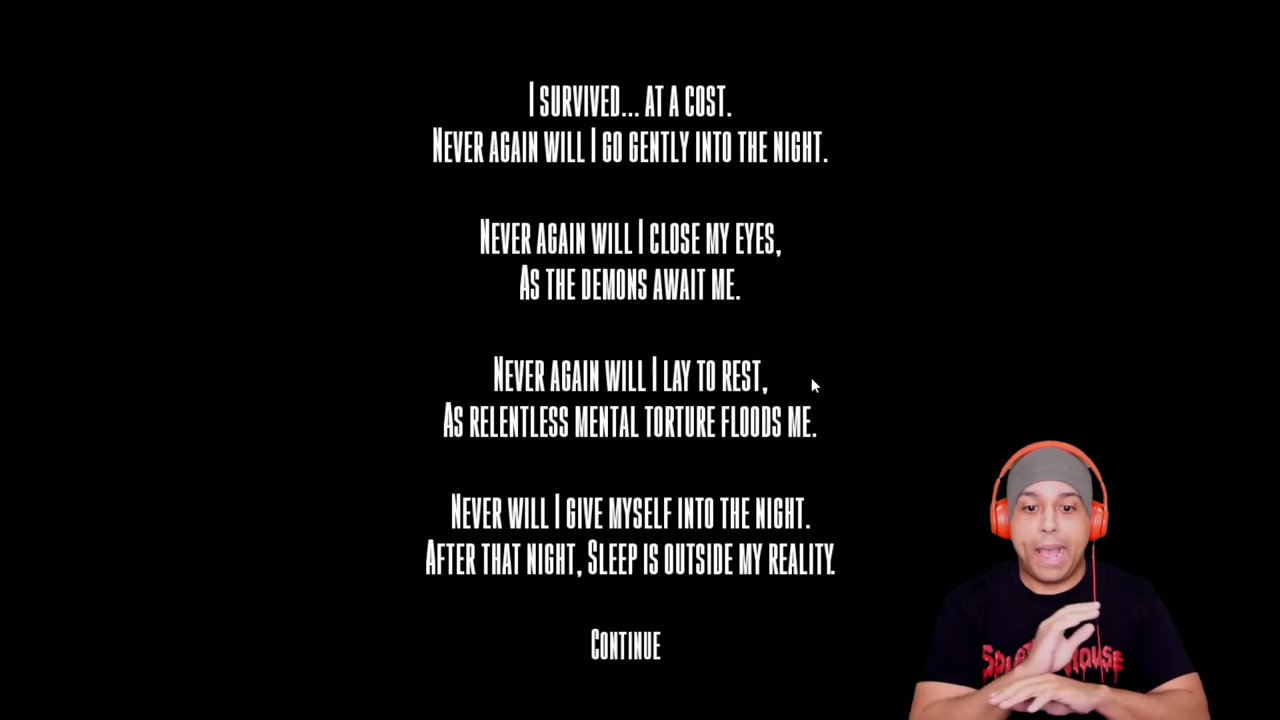 I survived... at a cost.
Never again will I go gently into the night.
Never again will I close my eyes,
As the demons await me.
Never again will I lay to rest,
As relentless mental torture floods me.
Never will I give myself into the night.
After that night, Sleep is outside my reality.
Continue